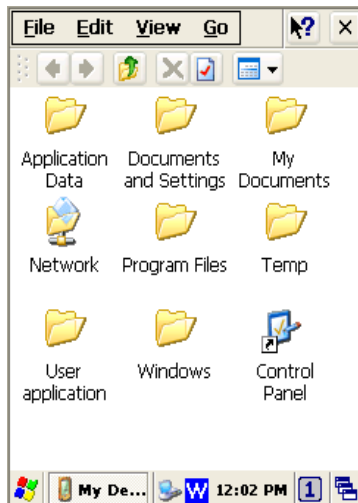 File Edit View Go ?
Application Data
Documents and Settings
My Documents
Network
Program Files
Temp
User application
Windows
Control Panel
My De... W 12:02 PM 1